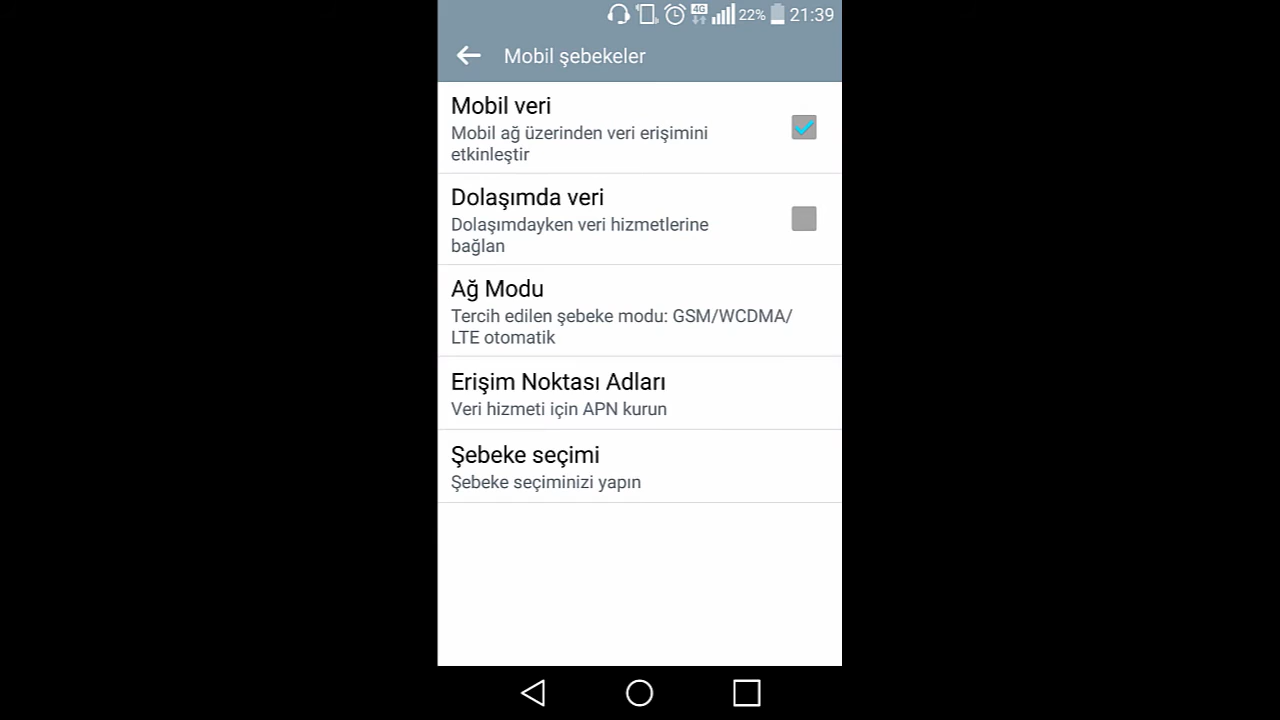 4G 22% 21:39
Mobil şebekeler
Mobil veri
Mobil ağ üzerinden veri erişimini
etkinleştir
Dolaşımda veri
Dolaşımdayken veri hizmetlerine
bağlan
Ağ Modu
Tercih edilen şebeke modu: GSM/WCDMA/
LTE otomatik
Erişim Noktası Adları
Veri hizmeti için APN kurun
Şebeke seçimi
Şebeke seçiminizi yapın